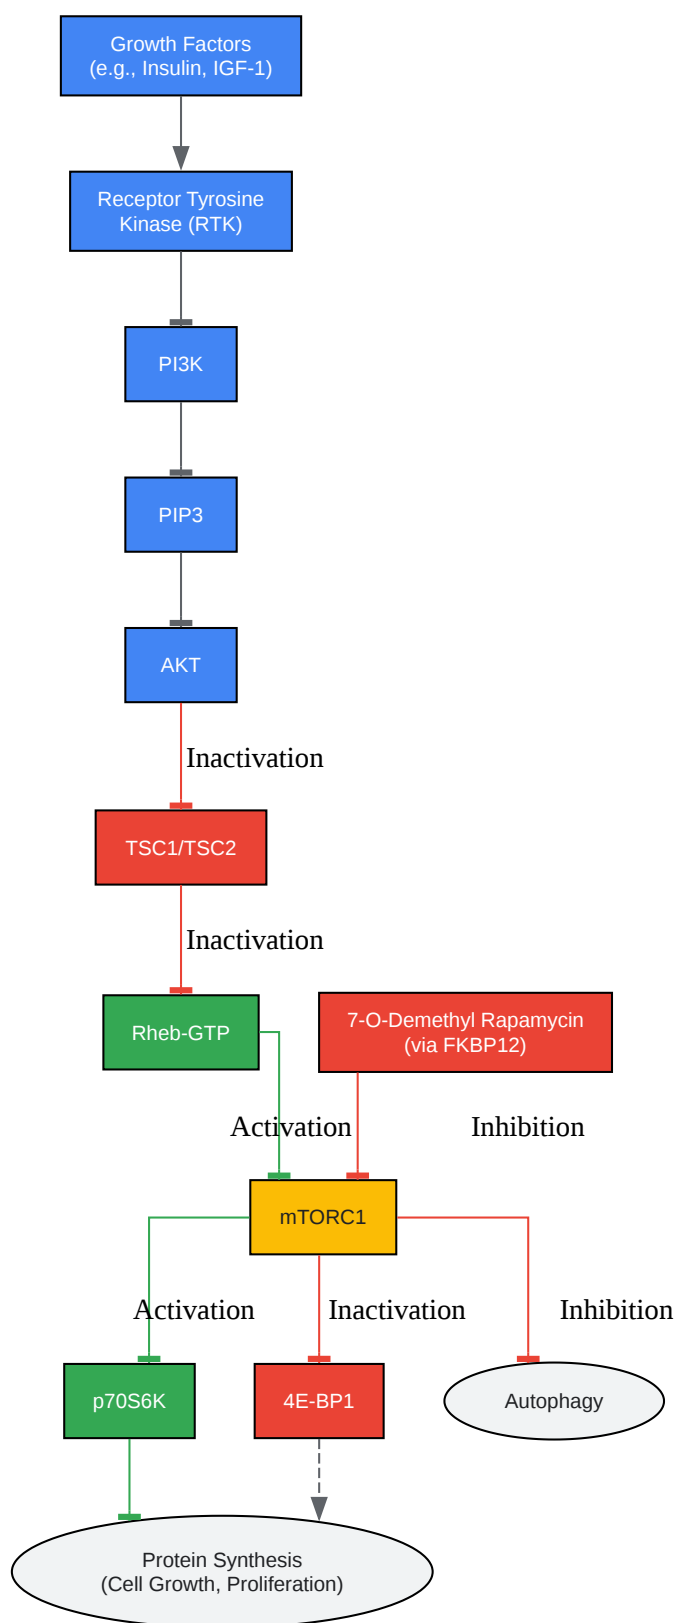 Growth Factors
(e.g., Insulin, IGF-1)
Receptor Tyrosine
Kinase (RTK)
PI3K
PIP3
AKT
Inactivation
TSC1/TSC2
Inactivation
Rheb-GTP
7-O-Demethyl Rapamycin
(via FKBP12)
Activation
Inhibition
mTORC1
Activation
Inactivation
Inhibition
p70S6K
4E-BP1
Autophagy
Protein Synthesis
(Cell Growth, Proliferation)